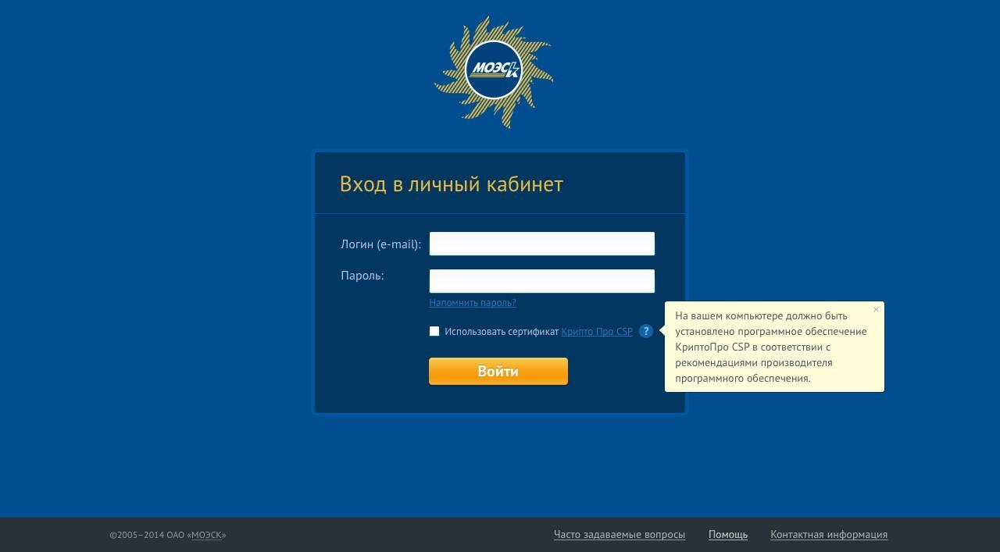 МОЭСК
Вход в личный кабинет
Логин (e-mail):
Пароль:
Напомнить пароль?
Использовать сертификат Крипто Про CSP ?
На вашем компьютере должно быть
установлено программное обеспечение
КриптоПро CSP в соответствии с
рекомендациями производителя
программного обеспечения.
Войти
©2005–2014 ОАО «МОЭСК»
Часто задаваемые вопросы
Помощь
Контактная информация